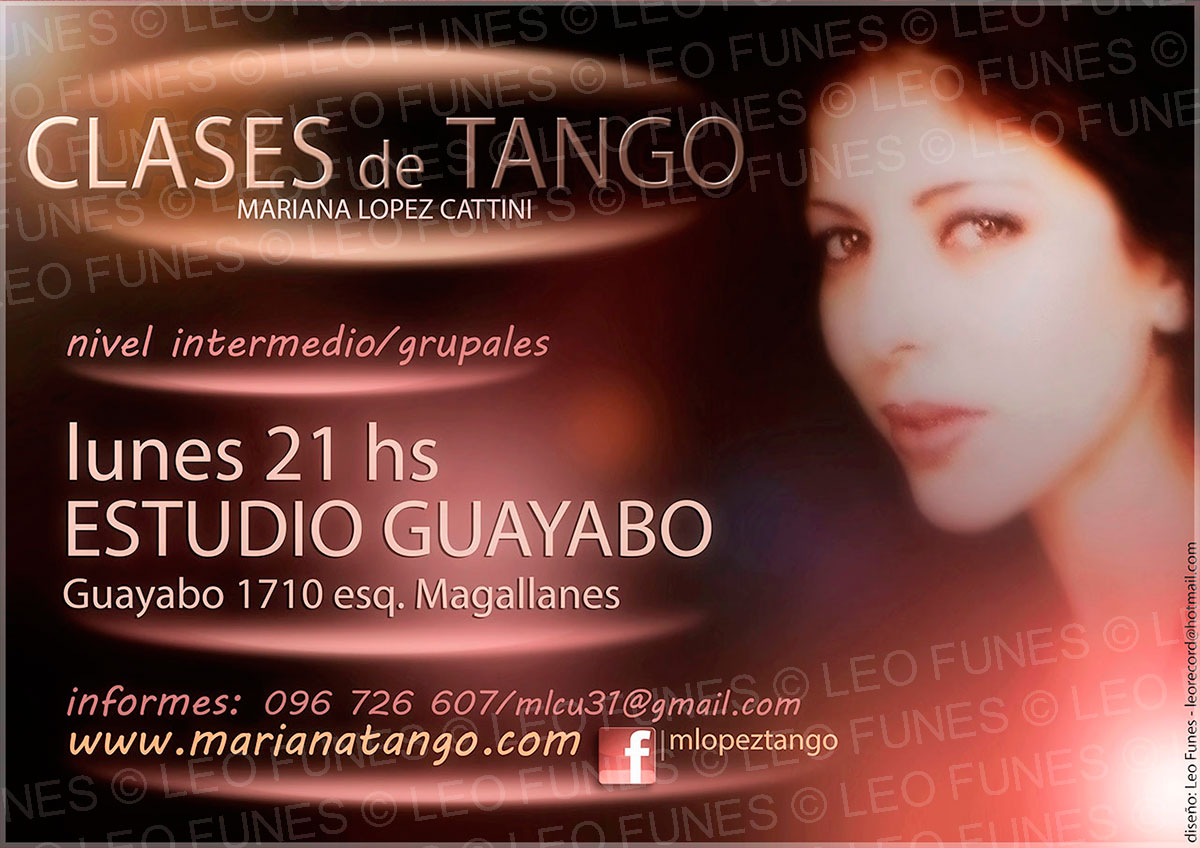 CLASES de TANGO
MARIANA LOPEZ CATTINI
nivel intermedio/grupales
lunes 21 hs
ESTUDIO GUAYABO
Guayabo 1710 esq. Magallanes
informes: 096 726 607/mlcu31@gmail.com
www.marianatango.com f |mlopeztango
diseño: Leo Funes - leorecord@hotmail.com
© LEO FUNES © LEO FUNES © LEO FUNES